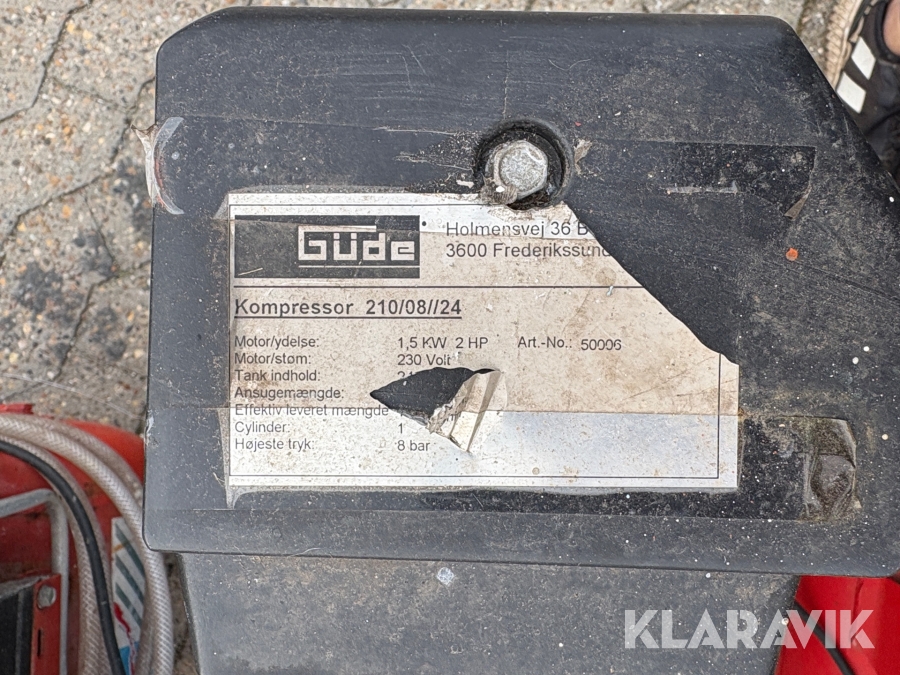 Güde
Holmensvej 36 B
3600 Frederikssund
Kompressor 210/08//24
Motor/ydelse: 1,5 KW 2 HP Art.-No.: 50006
Motor/støm: 230 Volt
Tank indhold:
Ansugemængde:
Effektiv leveret mængde
Cylinder: 1
Højeste tryk: 8 bar
KLARAVIK